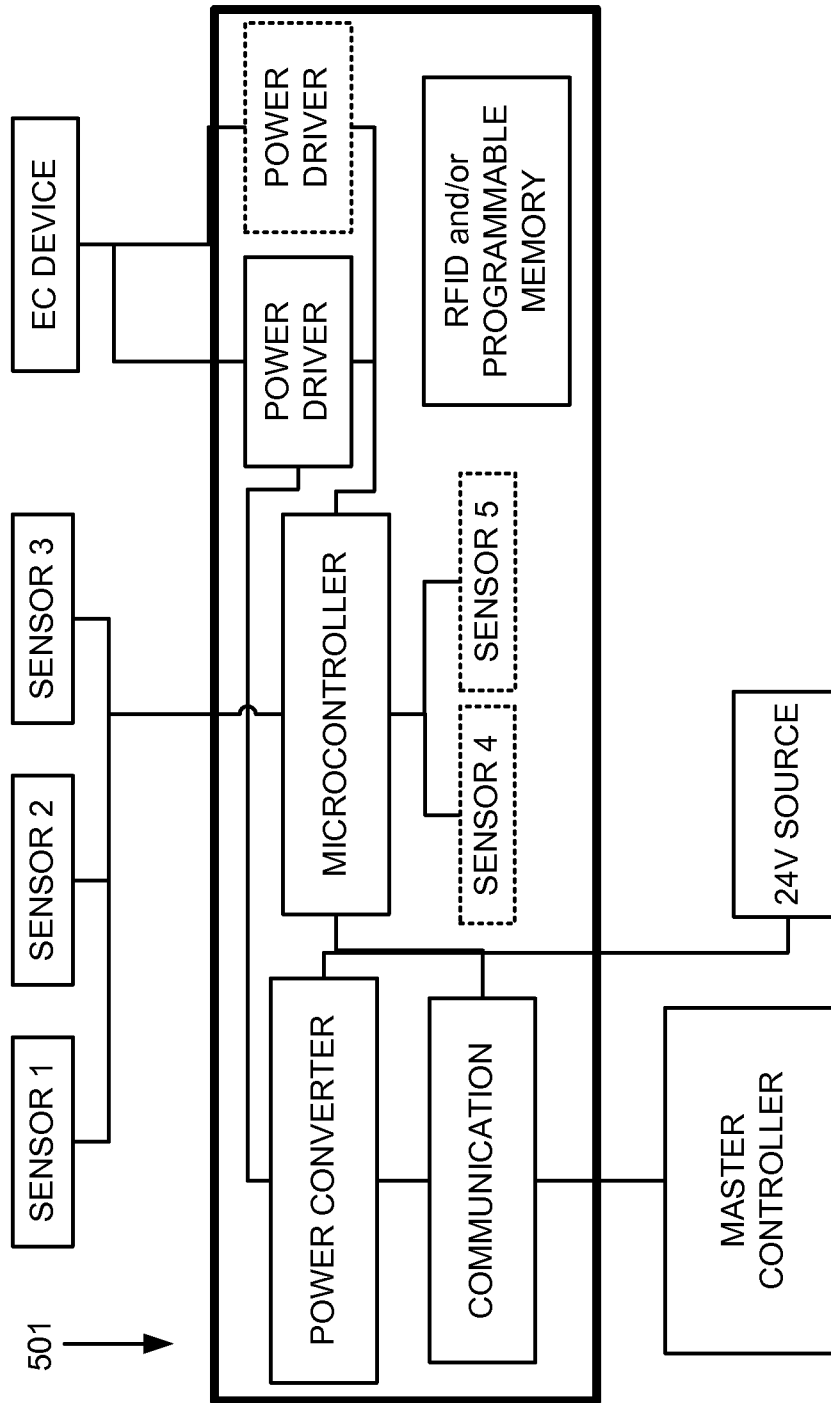 501
SENSOR 1
SENSOR 2
SENSOR 3
EC DEVICE
POWER CONVERTER
MICROCONTROLLER
POWER
DRIVER
POWER
DRIVER
COMMUNICATION
SENSOR 4
SENSOR 5
RFID and/or
PROGRAMMABLE
MEMORY
MASTER
CONTROLLER
24V SOURCE